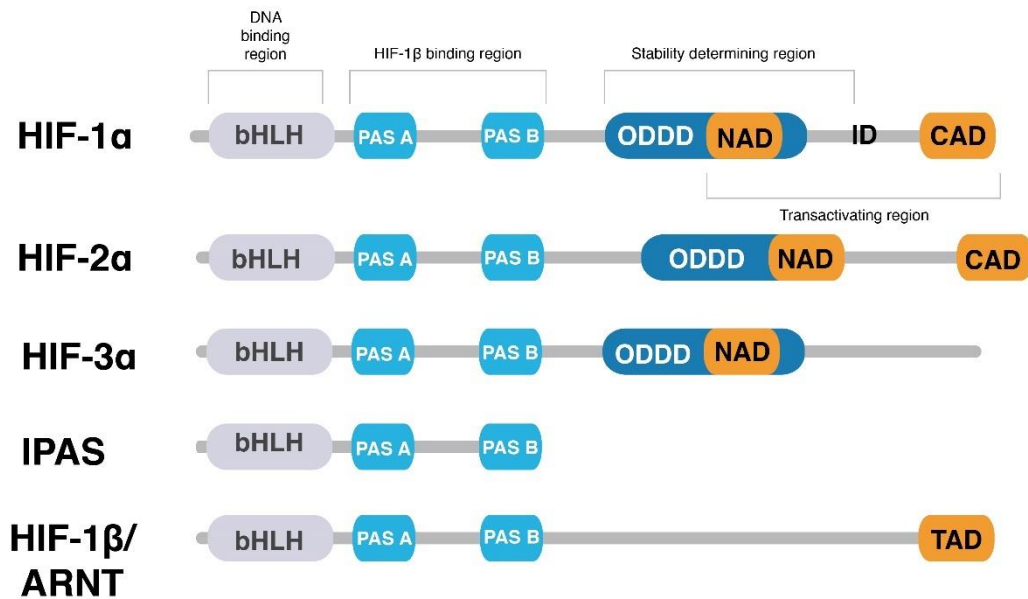 DNA
binding
region
HIF-1β binding region
Stability determining region
HIF-1α
bHLH
PAS A
PAS B
ODDD
NAD
ID
CAD
Transactivating region
HIF-2α
bHLH
PAS A
PAS B
ODDD
NAD
CAD
HIF-3α
bHLH
PAS A
PAS B
ODDD
NAD
IPAS
bHLH
PAS A
PAS B
HIF-1β/
ARNT
bHLH
PAS A
PAS B
TAD